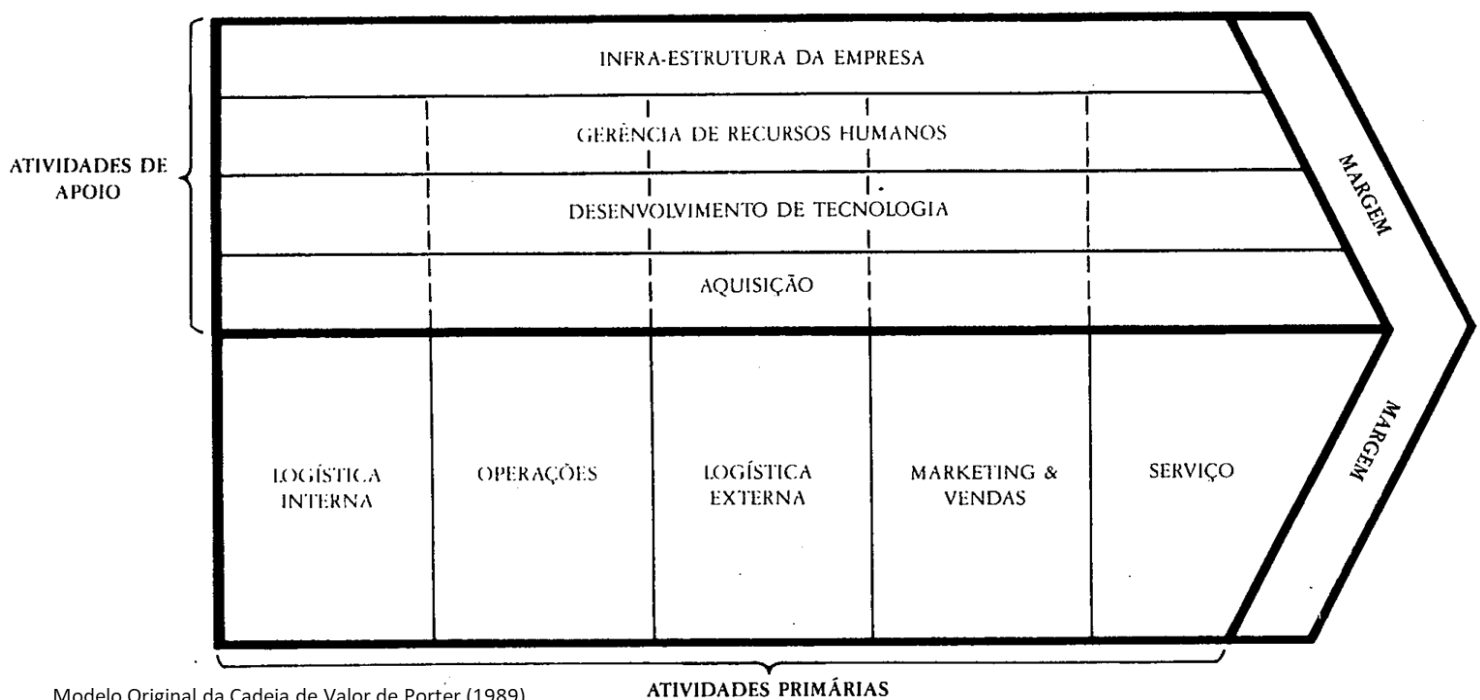 INFRA-ESTRUTURA DA EMPRESA
GERÊNCIA DE RECURSOS HUMANOS
ATIVIDADES DE
APOIO
DESENVOLVIMENTO DE TECNOLOGIA
AQUISIÇÃO
MARGEM
LOGÍSTICA
INTERNA
OPERAÇÕES
LOGÍSTICA
EXTERNA
MARKETING &
VENDAS
SERVIÇO
MARGEM
ATIVIDADES PRIMÁRIAS
Modelo Original da Cadeia de Valor de Porter (1989)